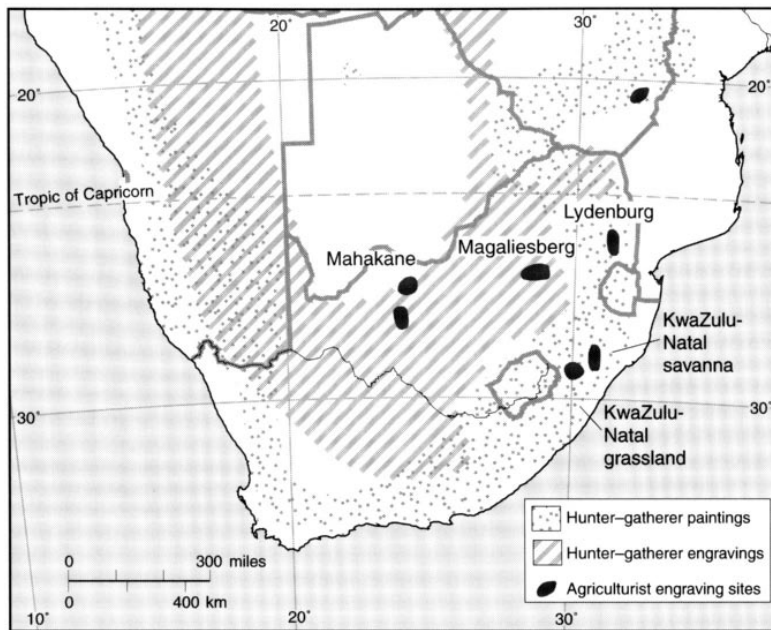 20°
30°
20°
20°
Tropic of Capricorn
Lydenburg
Mahakane
Magaliesberg
KwaZulu-
Natal
savanna
30°
30°
KwaZulu-
Natal
grassland
Hunter–gatherer paintings
0 300 miles
Hunter–gatherer engravings
0 400 km
Agriculturist engraving sites
10°
20°
30°